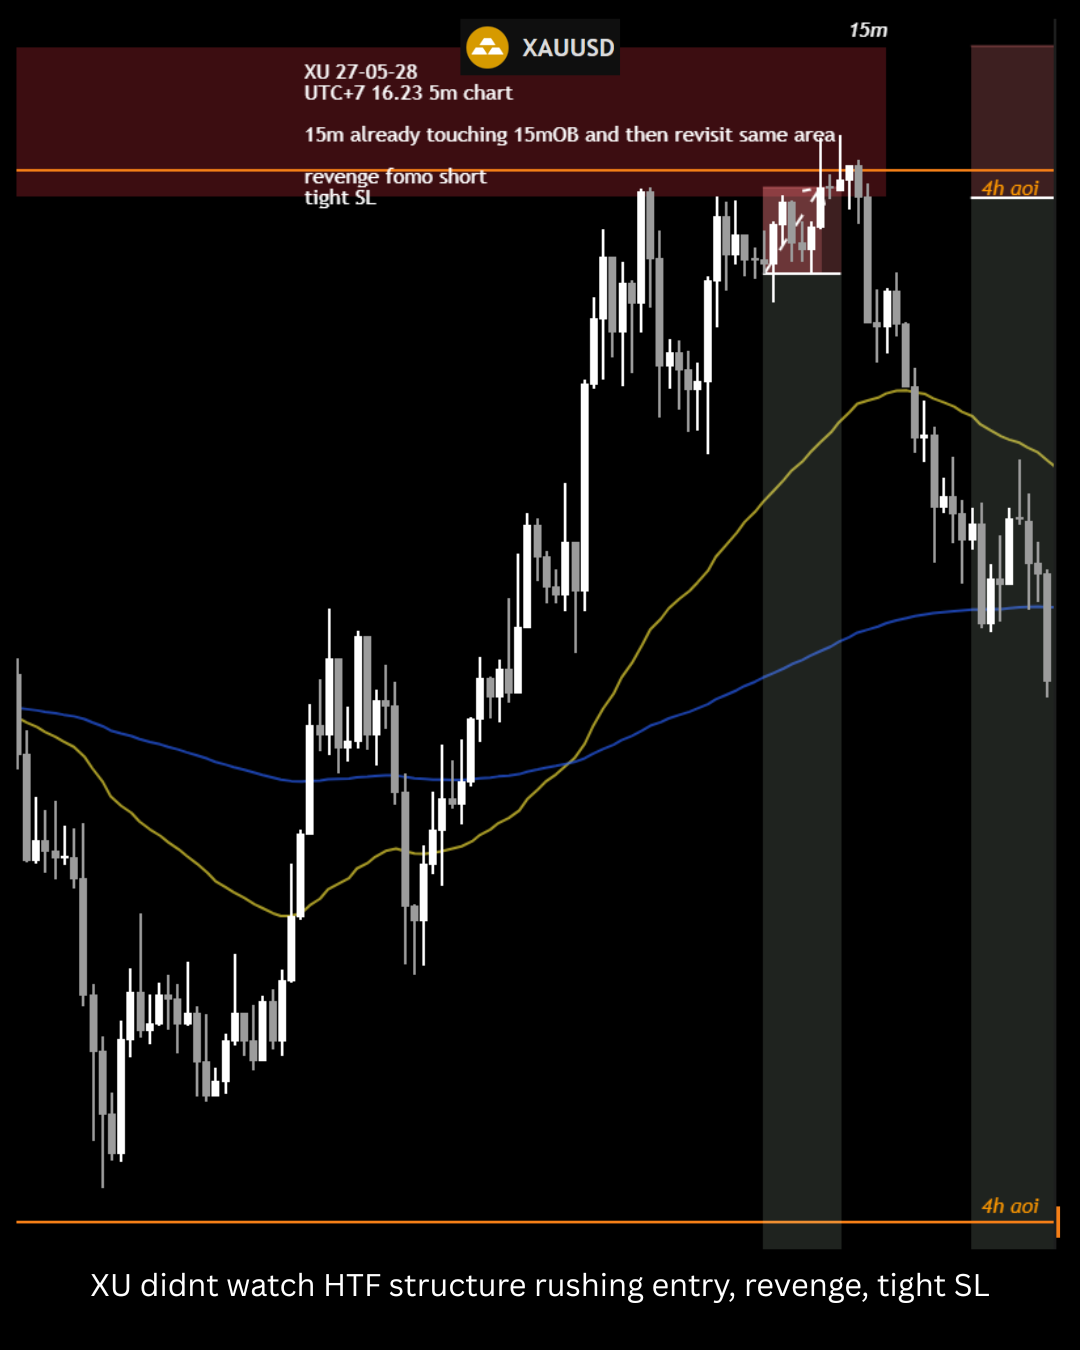 15m
XAUUSD
XU 27-05-28
UTC+7 16.23 5m chart
15m already touching 15mOB and then revisit same area
revenge fomo short
tight SL
4h aoi
4h aoi
XU didnt watch HTF structure rushing entry, revenge, tight SL